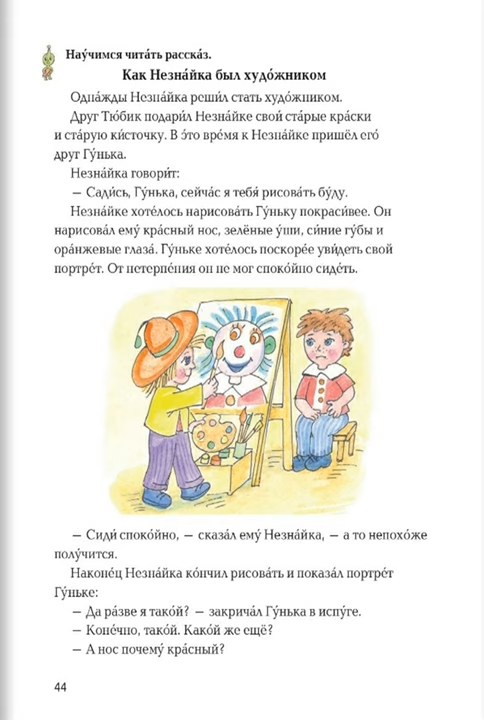 Нау́чимся чита́ть расска́з.
Как Незна́йка был худо́жником
Одна́жды Незна́йка реши́л стать худо́жником.
Друг Тю́бик подари́л Незна́йке свои́ ста́рые кра́ски
и ста́рую ки́сточку. В э́то вре́мя к Незна́йке пришёл его́
друг Гу́нька.
Незна́йка говори́т:
— Сади́сь, Гу́нька, сейча́с я тебя́ рисова́ть бу́ду.
Незна́йке хоте́лось нарисова́ть Гу́ньку покраси́вее. Он
нарисова́л ему́ кра́сный нос, зелёные у́ши, си́ние гу́бы и
ора́нжевые глаза́. Гу́ньке хоте́лось поскоре́е уви́деть свой
портре́т. От нетерпе́ния он не мог споко́йно сиде́ть.
— Сиди́ споко́йно, — сказа́л ему́ Незна́йка, — а то непохо́же
полу́чится.
Наконе́ц Незна́йка ко́нчил рисова́ть и показа́л портре́т
Гу́ньке:
— Да ра́зве я тако́й? — закрича́л Гу́нька в испу́ге.
— Коне́чно, тако́й. Како́й же ещё?
— А нос почему́ кра́сный?
44